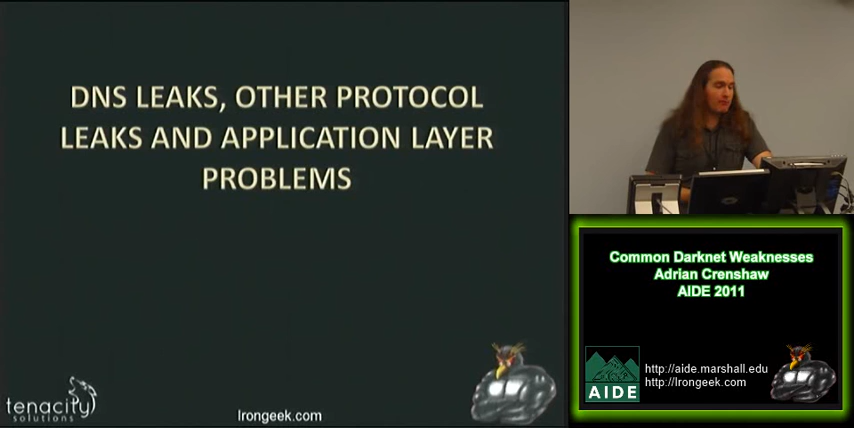 DNS LEAKS, OTHER PROTOCOL
LEAKS AND APPLICATION LAYER
PROBLEMS
tenacity
solutions
Irongeek.com
Common Darknet Weaknesses
Adrian Crenshaw
AIDE 2011
AIDE
http://aide.marshall.edu
http://Irongeek.com